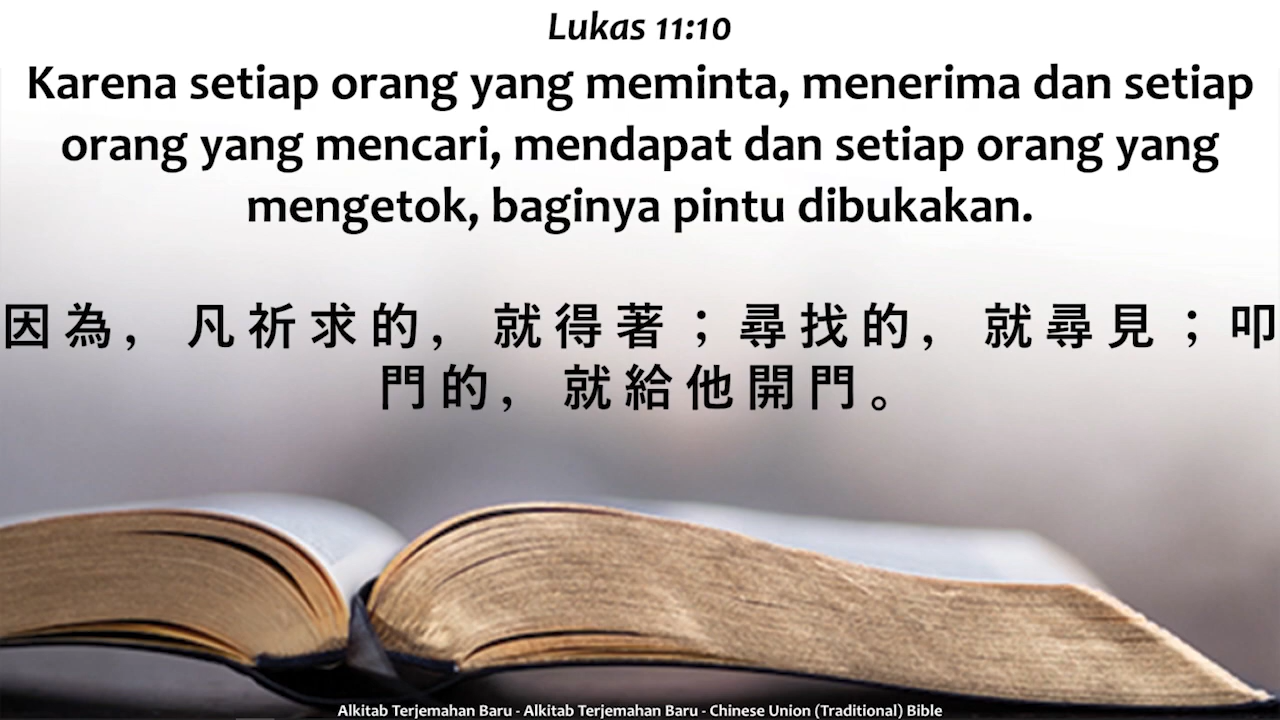 Lukas 11:10
Karena setiap orang yang meminta, menerima dan setiap
orang yang mencari, mendapat dan setiap orang yang
mengetok, baginya pintu dibukakan.
因 為 ， 凡 祈 求 的 ， 就 得 著 ； 尋 找 的 ， 就 尋 見 ； 叩
門 的 ， 就 給 他 開 門 。
Alkitab Terjemahan Baru - Alkitab Terjemahan Baru - Chinese Union (Traditional) Bible